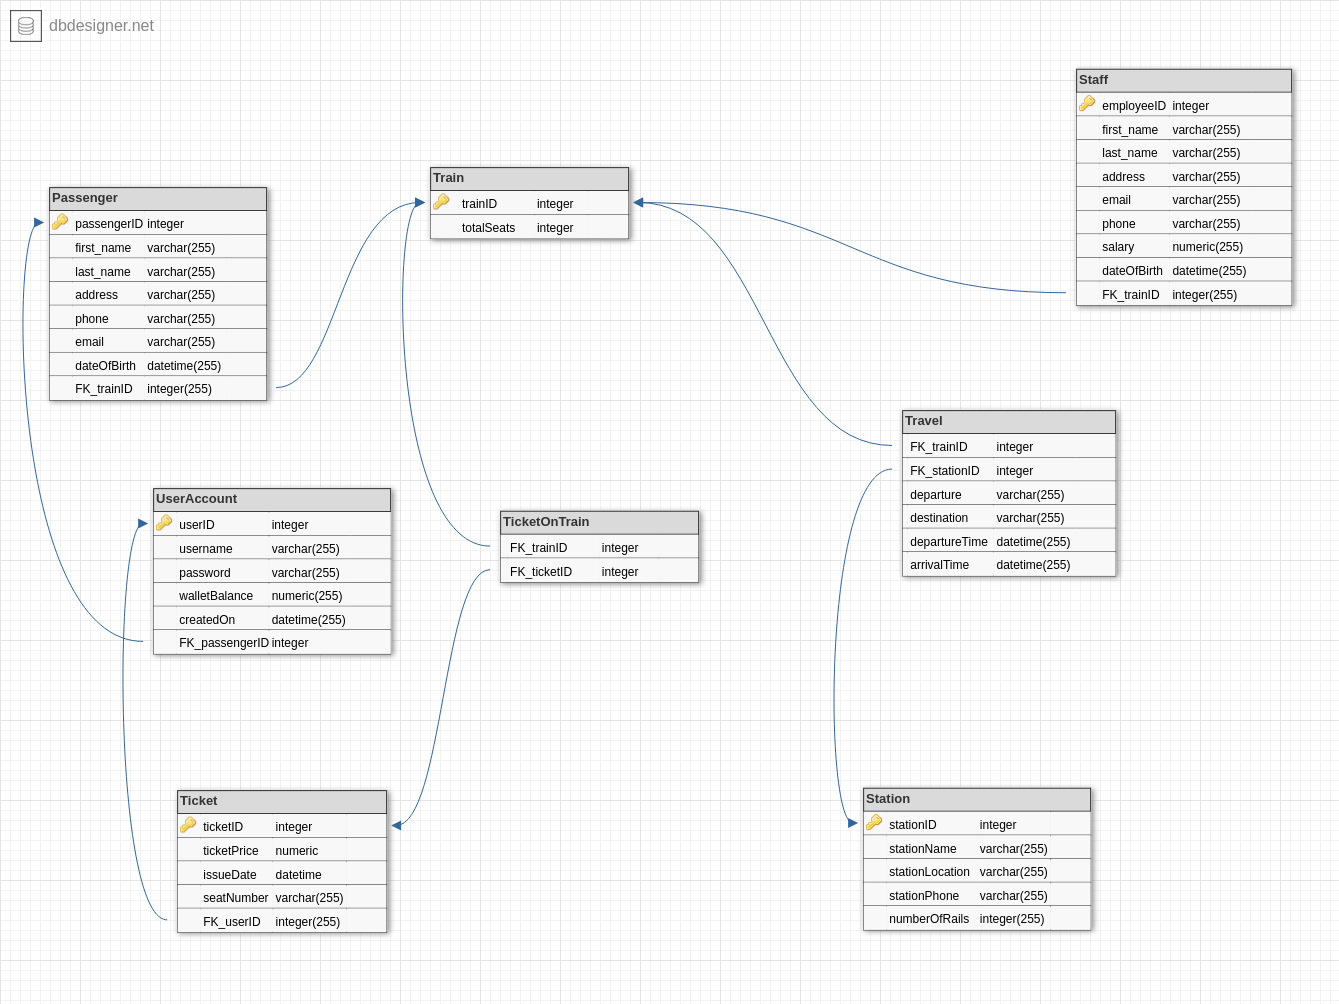 dbdesigner.net
Staff
employeeID integer
first_name varchar(255)
last_name varchar(255)
address varchar(255)
email varchar(255)
phone varchar(255)
salary numeric(255)
dateOfBirth datetime(255)
FK_trainID integer(255)
Train
trainID integer
totalSeats integer
Passenger
passengerID integer
first_name varchar(255)
last_name varchar(255)
address varchar(255)
phone varchar(255)
email varchar(255)
dateOfBirth datetime(255)
FK_trainID integer(255)
Travel
FK_trainID integer
FK_stationID integer
departure varchar(255)
destination varchar(255)
departureTime datetime(255)
arrivalTime datetime(255)
UserAccount
userID integer
username varchar(255)
password varchar(255)
walletBalance numeric(255)
createdOn datetime(255)
FK_passengerID integer
TicketOnTrain
FK_trainID integer
FK_ticketID integer
Ticket
ticketID integer
ticketPrice numeric
issueDate datetime
seatNumber varchar(255)
FK_userID integer(255)
Station
stationID integer
stationName varchar(255)
stationLocation varchar(255)
stationPhone varchar(255)
numberOfRails integer(255)